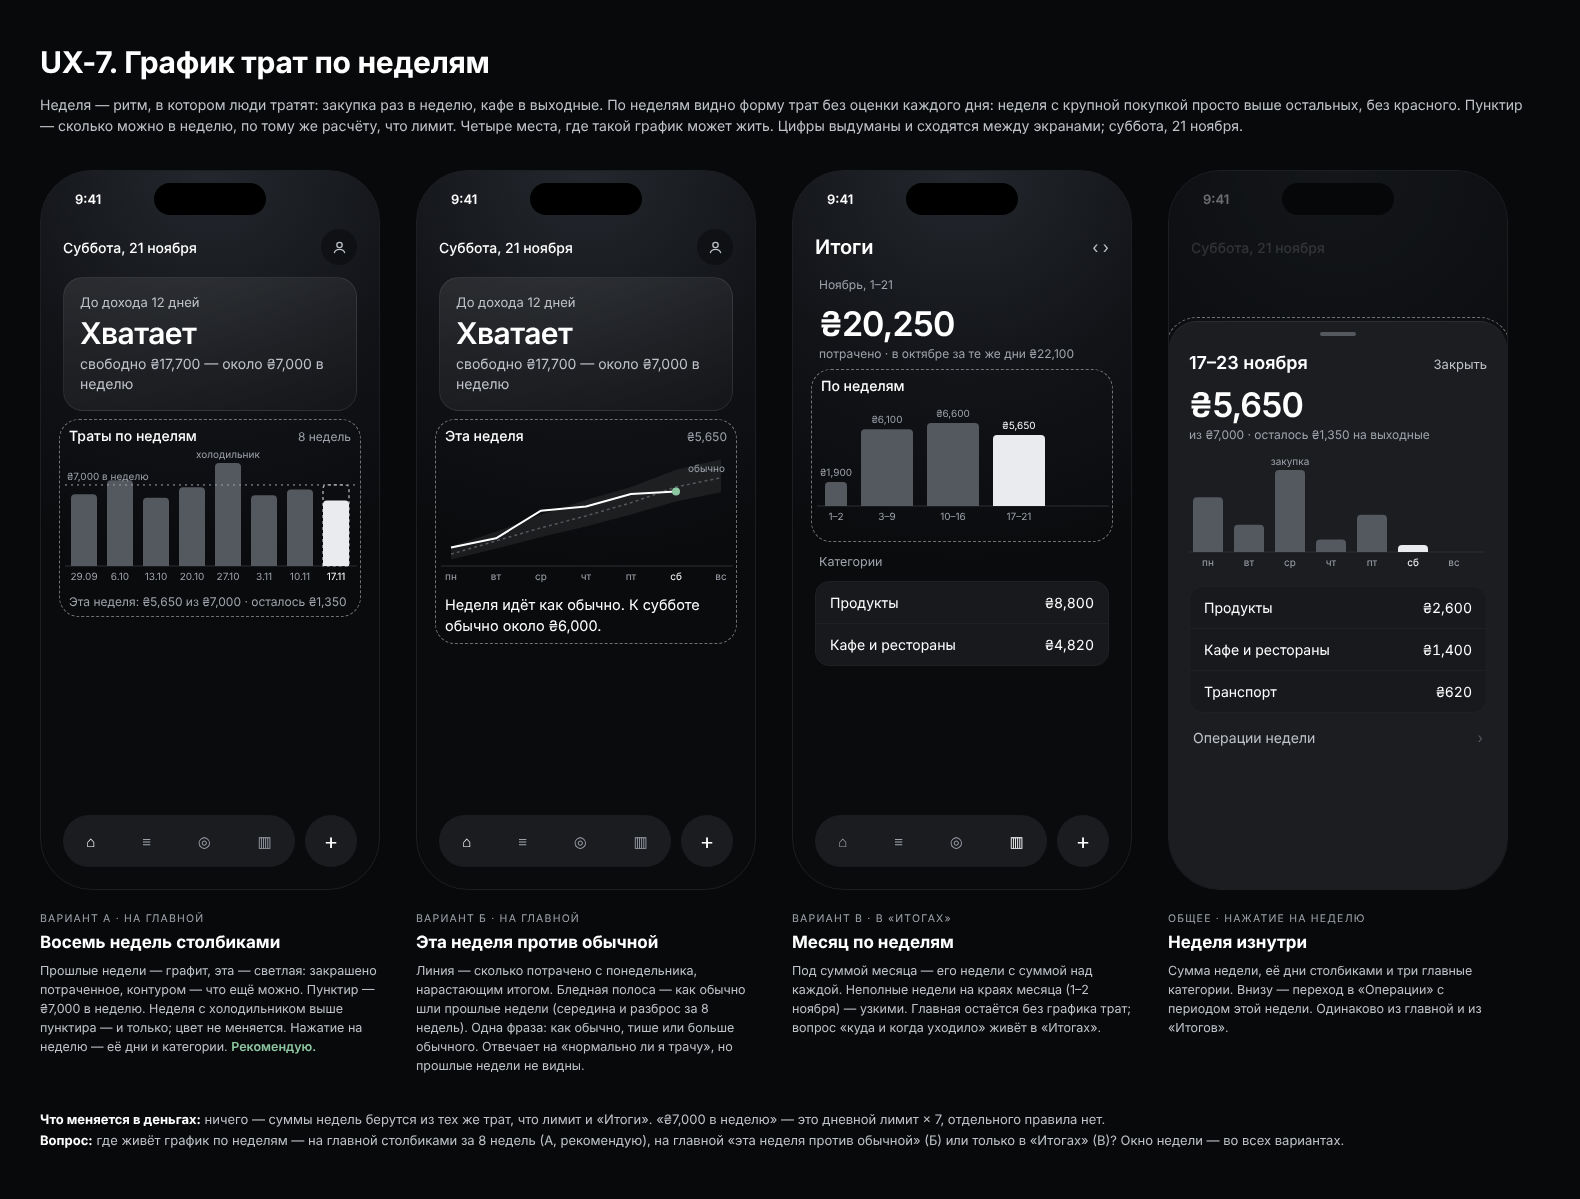 UX-7. График трат по неделям
Неделя — ритм, в котором люди тратят: закупка раз в неделю, кафе в выходные. По неделям видно форму трат без оценки каждого дня: неделя с крупной покупкой просто выше остальных, без красного. Пунктир
— сколько можно в неделю, по тому же расчёту, что лимит. Четыре места, где такой график может жить. Цифры выдуманы и сходятся между экранами; суббота, 21 ноября.
9:41
Суббота, 21 ноября
До дохода 12 дней
Хватает
свободно ₴17,700 — около ₴7,000 в
неделю
Траты по неделям
8 недель
холодильник
₴7,000 в неделю
29.09 6.10 13.10 20.10 27.10 3.11 10.11 17.11
Эта неделя: ₴5,650 из ₴7,000 · осталось ₴1,350
+
ВАРИАНТ А · НА ГЛАВНОЙ
Восемь недель столбиками
Прошлые недели — графит, эта — светлая: закрашено
потраченное, контуром — что ещё можно. Пунктир —
₴7,000 в неделю. Неделя с холодильником выше
пунктира — и только; цвет не меняется. Нажатие на
неделю — её дни и категории. Рекомендую.
9:41
Суббота, 21 ноября
До дохода 12 дней
Хватает
свободно ₴17,700 — около ₴7,000 в
неделю
Эта неделя
₴5,650
обычно
пн вт ср чт пт сб вс
Неделя идёт как обычно. К субботе
обычно около ₴6,000.
+
ВАРИАНТ Б · НА ГЛАВНОЙ
Эта неделя против обычной
Линия — сколько потрачено с понедельника,
нарастающим итогом. Бледная полоса — как обычно
шли прошлые недели (середина и разброс за 8
недель). Одна фраза: как обычно, тише или больше
обычного. Отвечает на «нормально ли я трачу», но
прошлые недели не видны.
9:41
Итоги
‹ ›
Ноябрь, 1–21
₴20,250
потрачено · в октябре за те же дни ₴22,100
По неделям
₴1,900 ₴6,100 ₴6,600 ₴5,650
1–2 3–9 10–16 17–21
Категории
Продукты ₴8,800
Кафе и рестораны ₴4,820
+
ВАРИАНТ В · В «ИТОГАХ»
Месяц по неделям
Под суммой месяца — его недели с суммой над
каждой. Неполные недели на краях месяца (1–2
ноября) — узкими. Главная остаётся без графика трат;
вопрос «куда и когда уходило» живёт в «Итогах».
9:41
Суббота, 21 ноября
17–23 ноября
Закрыть
₴5,650
из ₴7,000 · осталось ₴1,350 на выходные
закупка
пн вт ср чт пт сб вс
Продукты ₴2,600
Кафе и рестораны ₴1,400
Транспорт ₴620
Операции недели ›
ОБЩЕЕ · НАЖАТИЕ НА НЕДЕЛЮ
Неделя изнутри
Сумма недели, её дни столбиками и три главные
категории. Внизу — переход в «Операции» с
периодом этой недели. Одинаково из главной и из
«Итогов».
Что меняется в деньгах: ничего — суммы недель берутся из тех же трат, что лимит и «Итоги». «₴7,000 в неделю» — это дневной лимит × 7, отдельного правила нет.
Вопрос: где живёт график по неделям — на главной столбиками за 8 недель (А, рекомендую), на главной «эта неделя против обычной» (Б) или только в «Итогах» (В)? Окно недели — во всех вариантах.